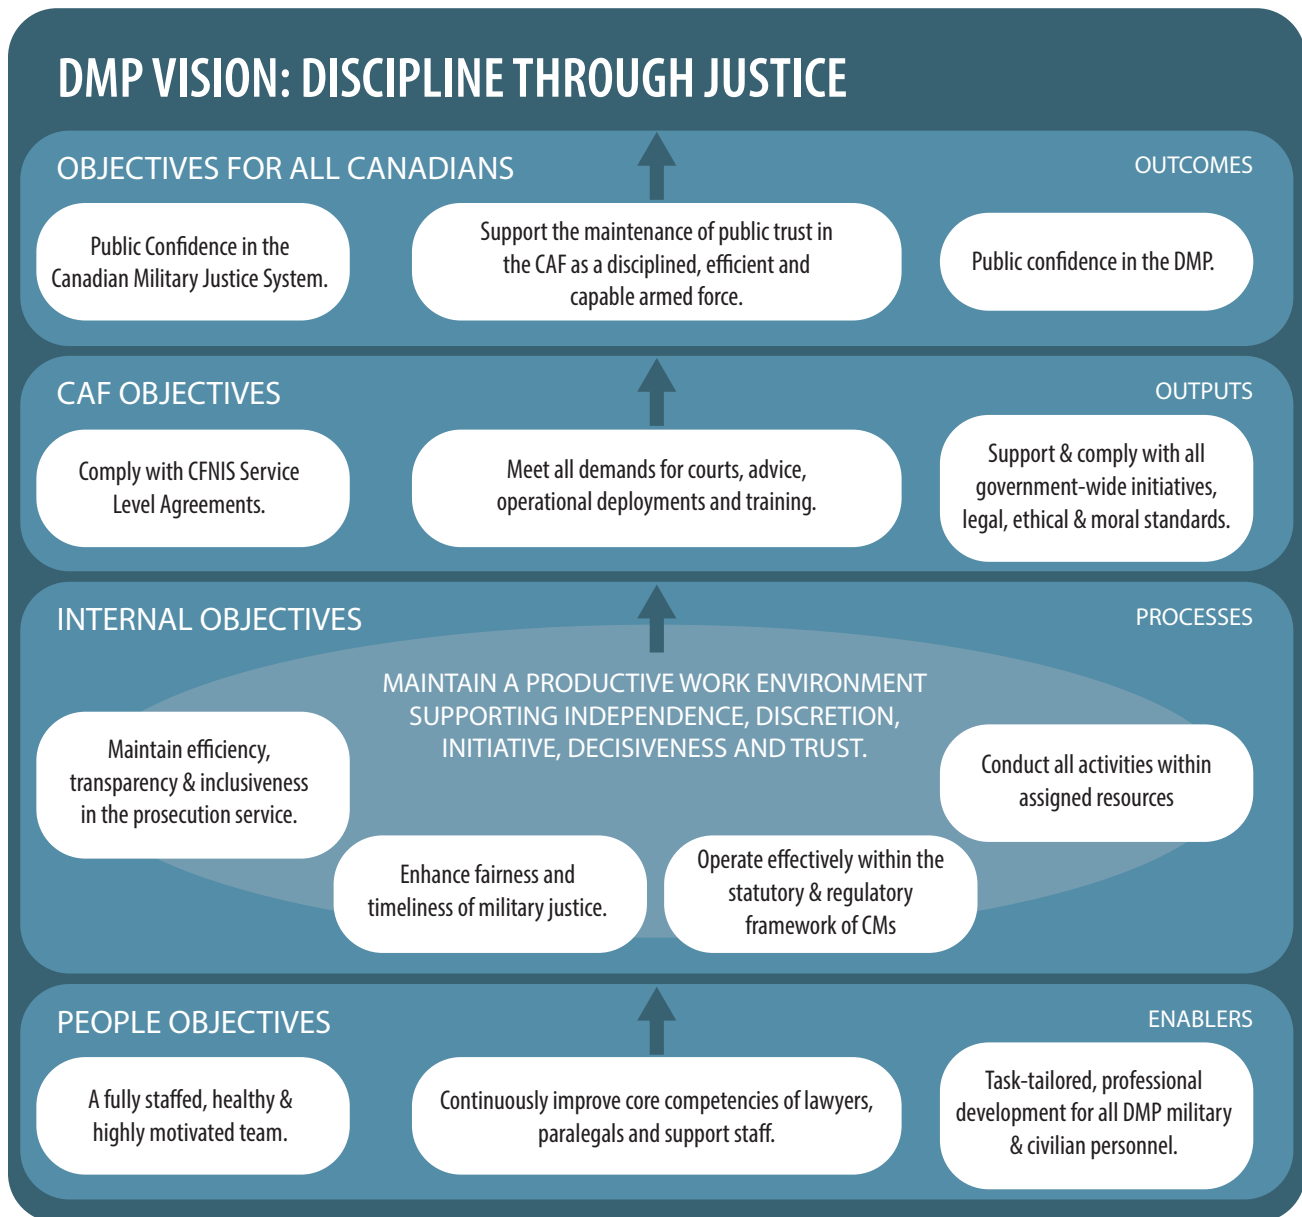 DMP VISION: DISCIPLINE THROUGH JUSTICE
OBJECTIVES FOR ALL CANADIANS
OUTCOMES
Public Confidence in the
Canadian Military Justice System.
Support the maintenance of public trust in
the CAF as a disciplined, efficient and
capable armed force.
Public confidence in the DMP.
CAF OBJECTIVES
OUTPUTS
Comply with CFNIS Service
Level Agreements.
Meet all demands for courts, advice,
operational deployments and training.
Support & comply with all
government-wide initiatives,
legal, ethical & moral standards.
INTERNAL OBJECTIVES
PROCESSES
MAINTAIN A PRODUCTIVE WORK ENVIRONMENT
SUPPORTING INDEPENDENCE, DISCRETION,
INITIATIVE, DECISIVENESS AND TRUST.
Maintain efficiency,
transparency & inclusiveness
in the prosecution service.
Enhance fairness and
timeliness of military justice.
Operate effectively within the
statutory & regulatory
framework of CMs
Conduct all activities within
assigned resources
PEOPLE OBJECTIVES
ENABLERS
A fully staffed, healthy &
highly motivated team.
Continuously improve core competencies of lawyers,
paralegals and support staff.
Task-tailored, professional
development for all DMP military
& civilian personnel.